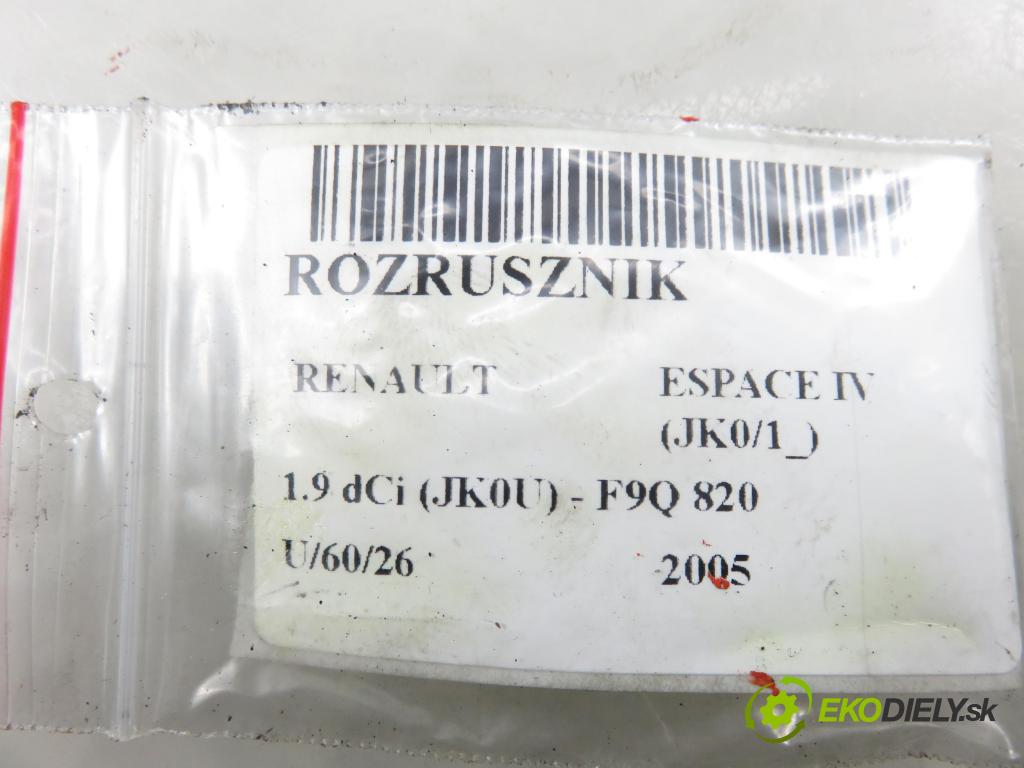 ROZRUSZNIK
RENAULT ESPACE IV
(JK0/1_)
1.9 dCi (JK0U) - F9Q 820
U/60/26 2005
EKODIELY.sk